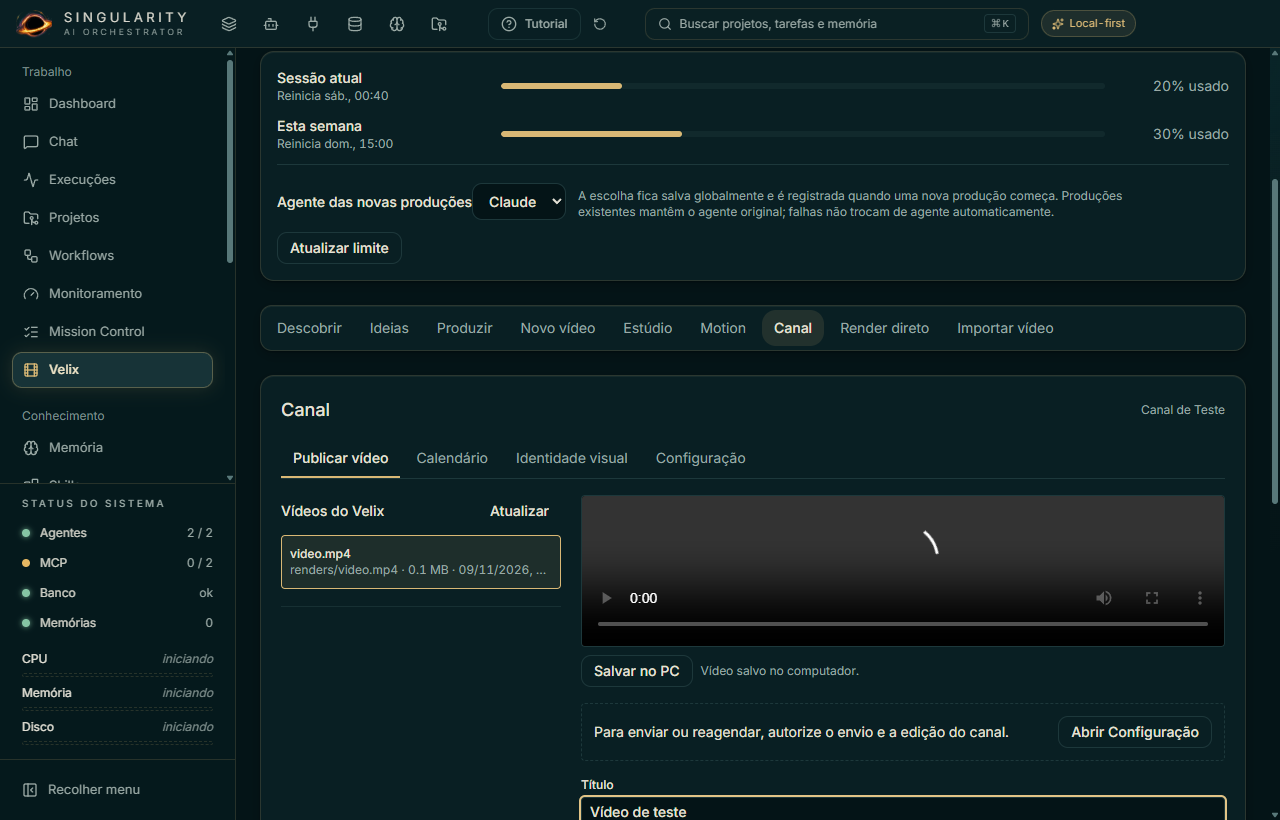 SINGULARITY
AI ORCHESTRATOR
Tutorial
Buscar projetos, tarefas e memória
⌘K
Local-first
Trabalho
Dashboard
Chat
Execuções
Projetos
Workflows
Monitoramento
Mission Control
Velix
Conhecimento
Memória
STATUS DO SISTEMA
Agentes 2 / 2
MCP 0 / 2
Banco ok
Memórias 0
CPU iniciando
Memória iniciando
Disco iniciando
Recolher menu
Sessão atual
Reinicia sáb., 00:40
20% usado
Esta semana
Reinicia dom., 15:00
30% usado
Agente das novas produções
Claude
A escolha fica salva globalmente e é registrada quando uma nova produção começa. Produções
existentes mantêm o agente original; falhas não trocam de agente automaticamente.
Atualizar limite
Descobrir Ideias Produzir Novo vídeo Estúdio Motion Canal Render direto Importar vídeo
Canal
Canal de Teste
Publicar vídeo Calendário Identidade visual Configuração
Vídeos do Velix
Atualizar
video.mp4
renders/video.mp4 · 0.1 MB · 09/11/2026, ...
0:00
Salvar no PC
Vídeo salvo no computador.
Para enviar ou reagendar, autorize o envio e a edição do canal.
Abrir Configuração
Título
Vídeo de teste